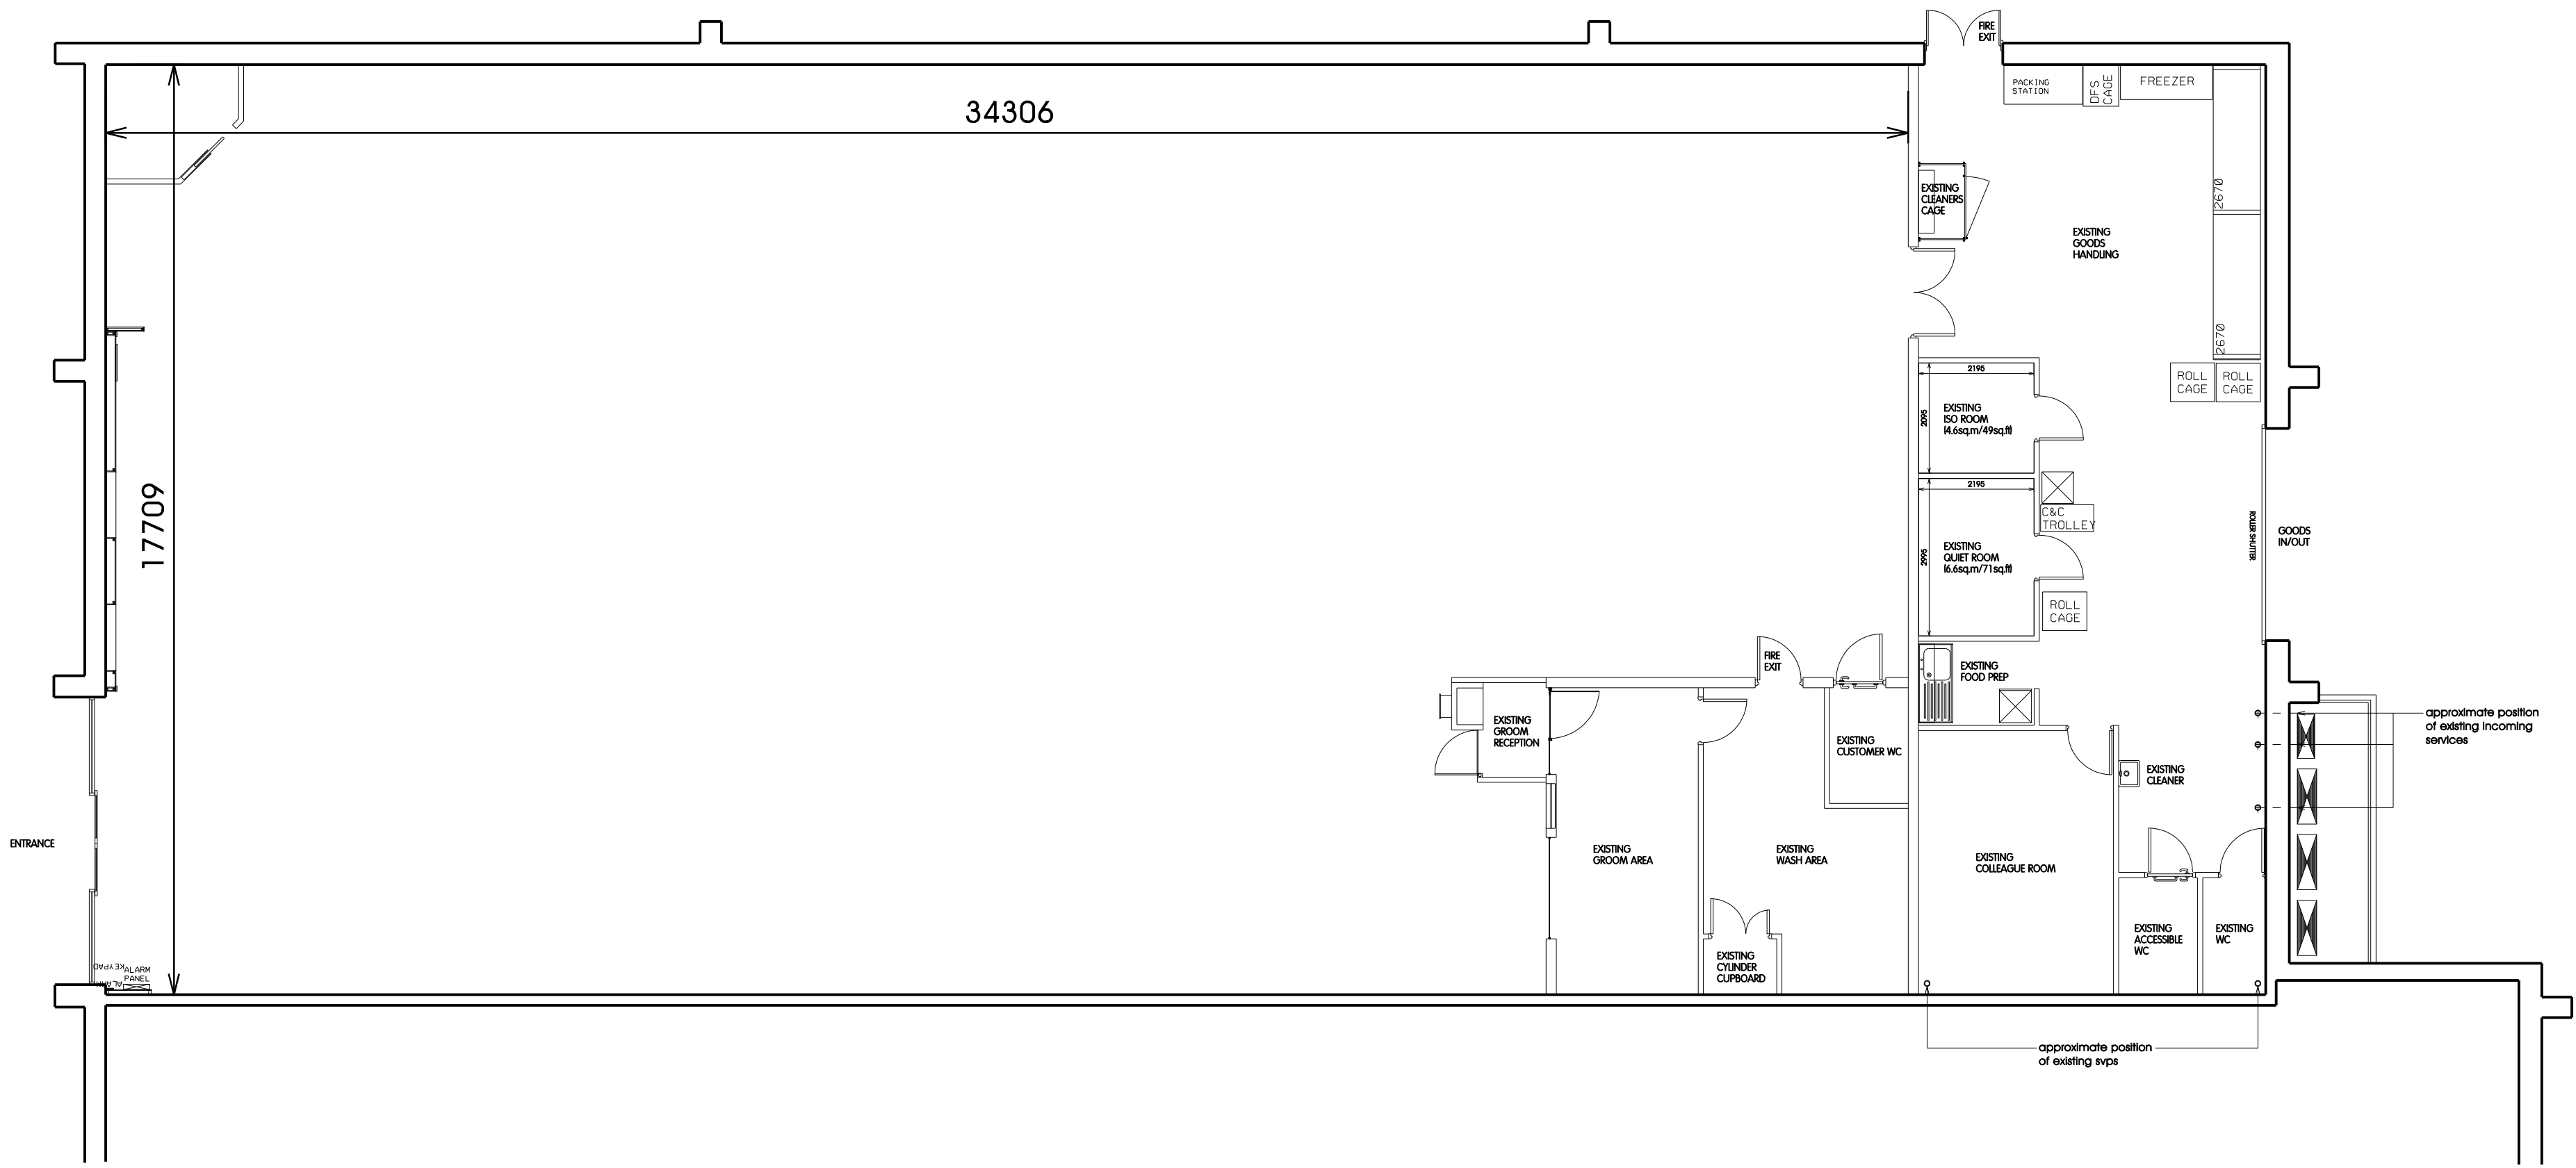 FIRE
EXIT
PACKING
STATION
DFS
CAGE
FREEZER
34306
EXISTING
CLEANERS
CAGE
2670
EXISTING
GOODS
HANDLING
2670
2195
ROLL
CAGE
ROLL
CAGE
2095
EXISTING
ISO ROOM
(4.6sq.m/49sq.ft)
2195
17709
C&C
TROLLEY
ROLLER SHUTTER
GOODS
IN/OUT
2995
EXISTING
QUIET ROOM
(6.6sq.m/71sq.ft)
ROLL
CAGE
FIRE
EXIT
EXISTING
FOOD PREP
EXISTING
GROOM
RECEPTION
approximate position
of existing incoming
services
EXISTING
CUSTOMER WC
EXISTING
CLEANER
ENTRANCE
EXISTING
GROOM AREA
EXISTING
WASH AREA
EXISTING
COLLEAGUE ROOM
EXISTING
ACCESSIBLE
WC
EXISTING
WC
EXISTING
CYLINDER
CUPBOARD
ALARM
KEYPAD
ALARM
PANEL
approximate position
of existing svps